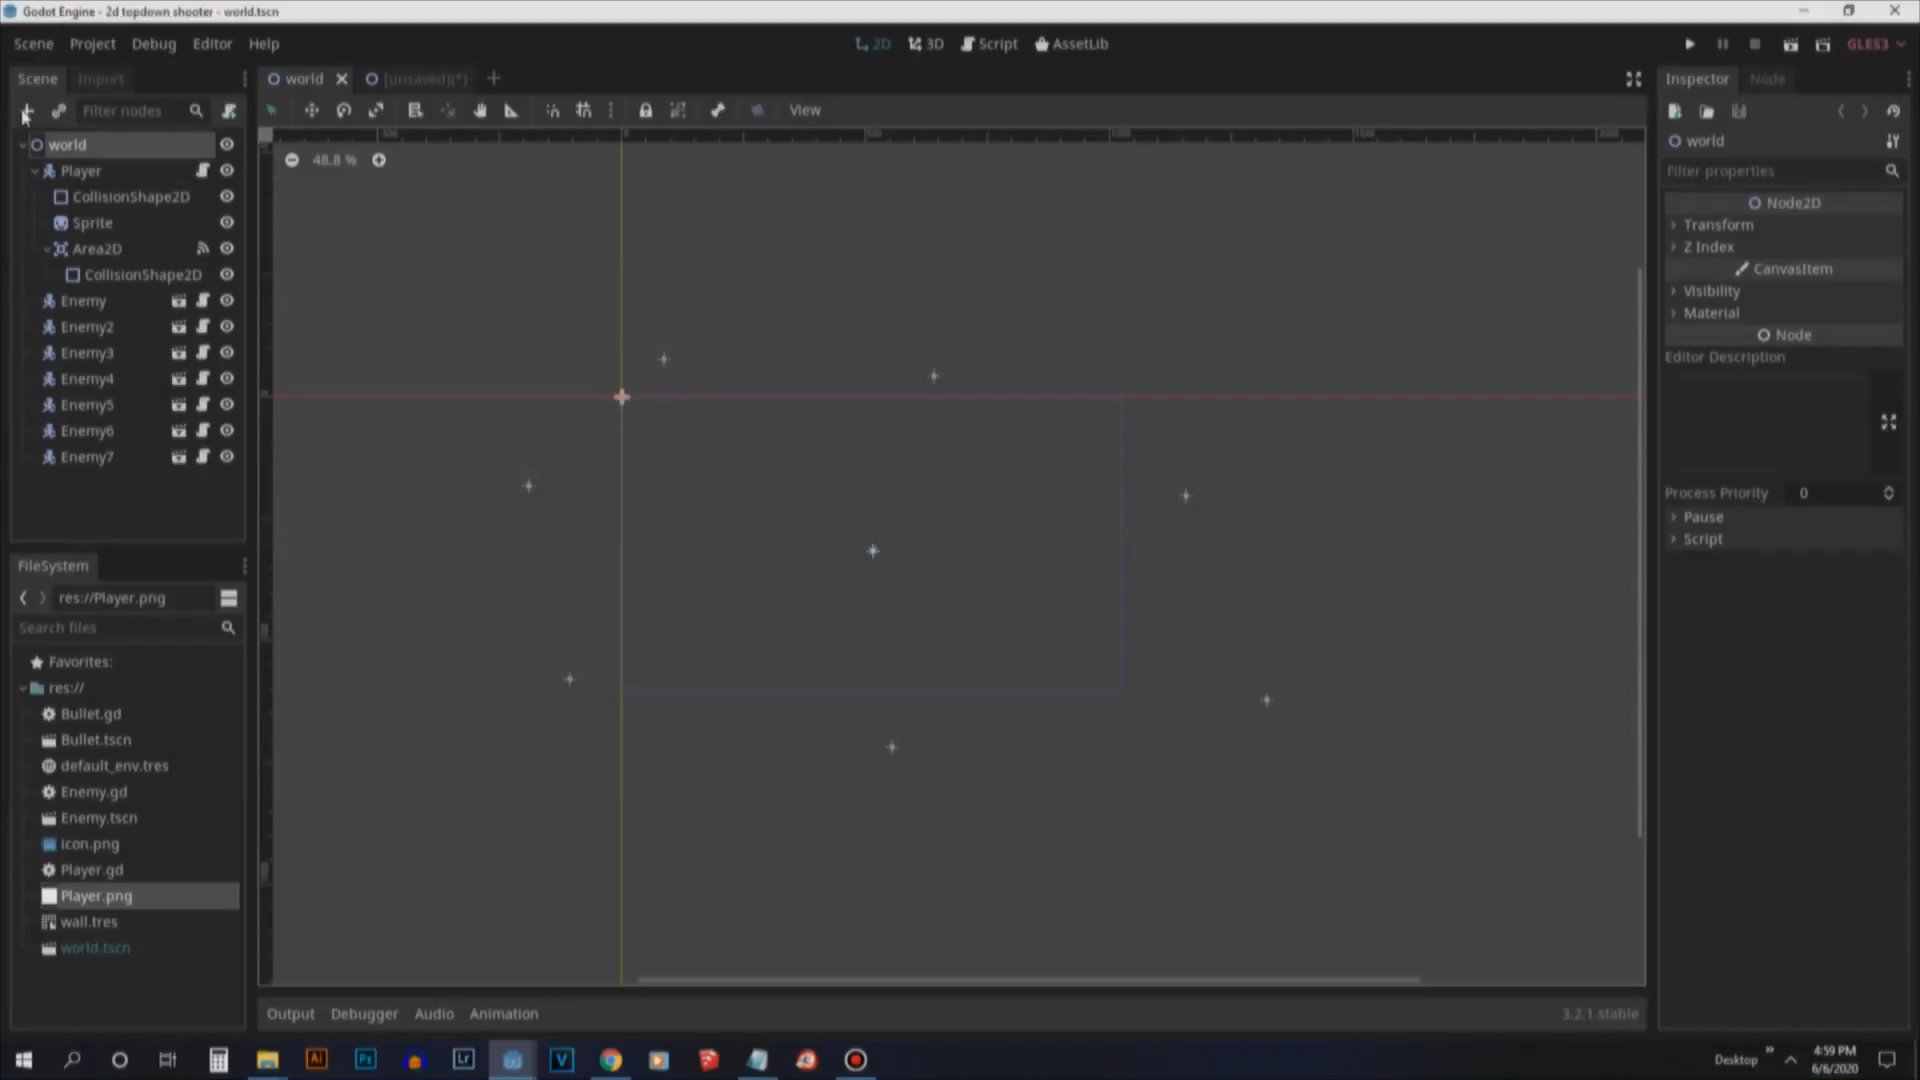 Godot Engine - 2d topdown shooter - world.tscn
Scene Project Debug Editor Help
2D 3D Script AssetLib
GLES3
Scene Import
world [unsaved](*)
Inspector Node
Filter nodes
View
world
48.8 %
world
Filter properties
Player
CollisionShape2D
Sprite
Area2D
CollisionShape2D
Enemy
Enemy2
Enemy3
Enemy4
Enemy5
Enemy6
Enemy7
Node2D
Transform
Z Index
CanvasItem
Visibility
Material
Node
Editor Description
Process Priority 0
Pause
Script
FileSystem
res://Player.png
Search files
Favorites:
res://
Bullet.gd
Bullet.tscn
default_env.tres
Enemy.gd
Enemy.tscn
icon.png
Player.gd
Player.png
wall.tres
world.tscn
Output Debugger Audio Animation
3.2.1.stable
Ai Ps Lr V
Desktop
4:59 PM
6/6/2020